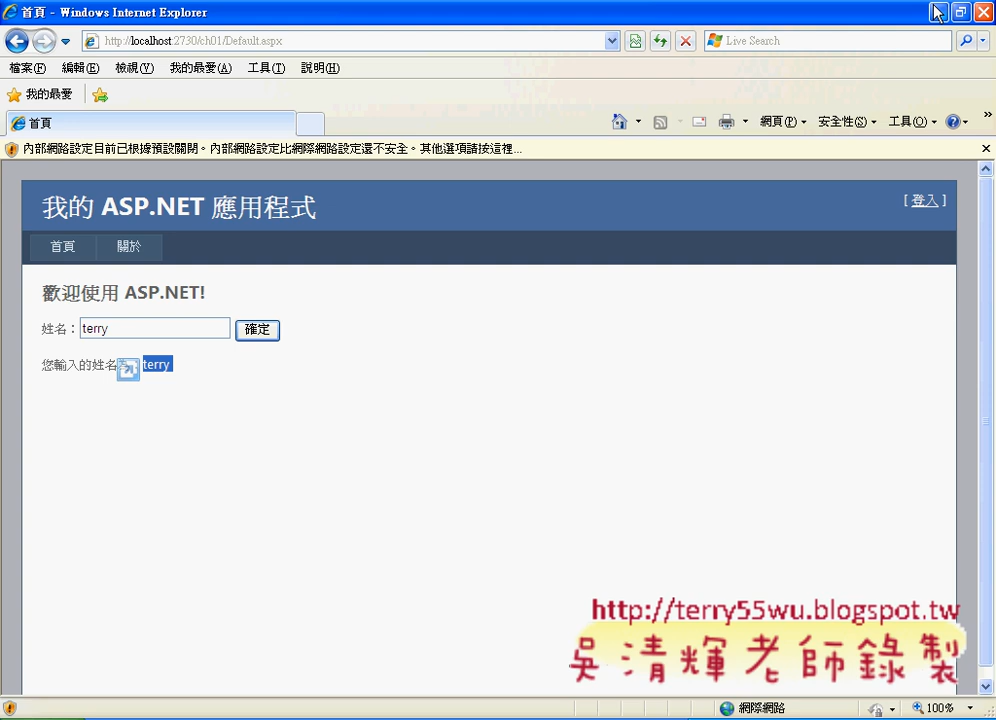 首頁 - Windows Internet Explorer
http://localhost:2730/ch01/Default.aspx
Live Search
檔案(F) 編輯(E) 檢視(V) 我的最愛(A) 工具(T) 說明(H)
我的最愛
首頁
網頁(P) 安全性(S) 工具(O)
內部網路設定目前已根據預設關閉。內部網路設定比網際網路設定還不安全。其他選項請按這裡...
我的 ASP.NET 應用程式
[ 登入 ]
首頁 關於
歡迎使用 ASP.NET!
姓名：terry 確定
您輸入的姓名 terry
http://terry55wu.blogspot.tw
吳清輝老師錄製
網際網路 100%